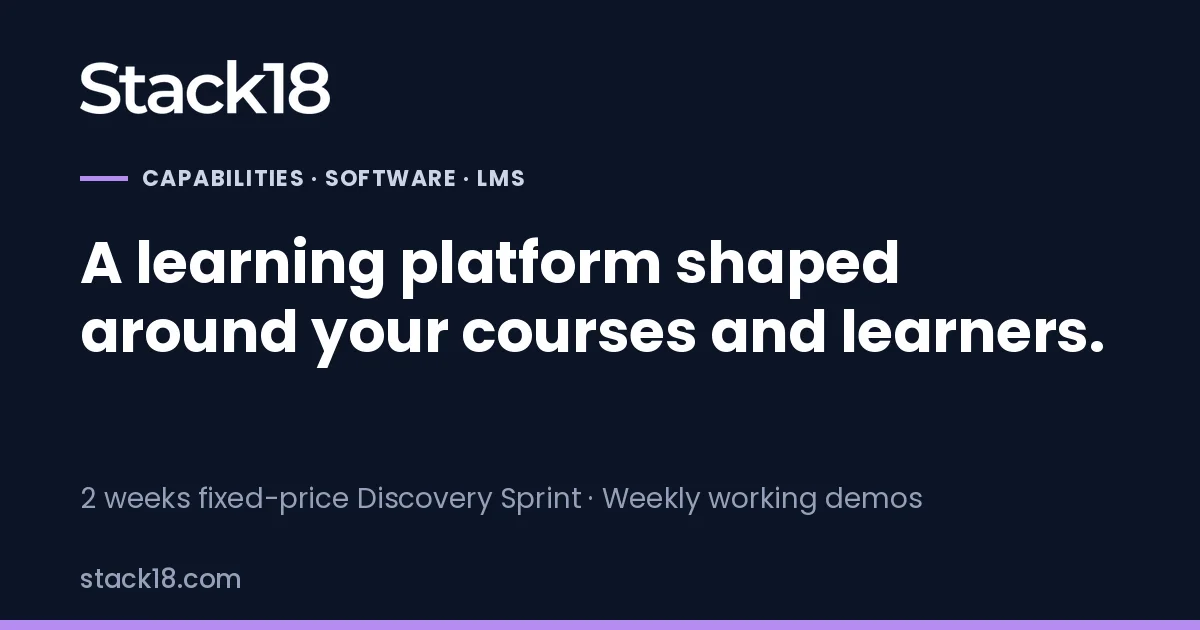 Stack18
CAPABILITIES · SOFTWARE · LMS
A learning platform shaped
around your courses and learners.
2 weeks fixed-price Discovery Sprint · Weekly working demos
stack18.com